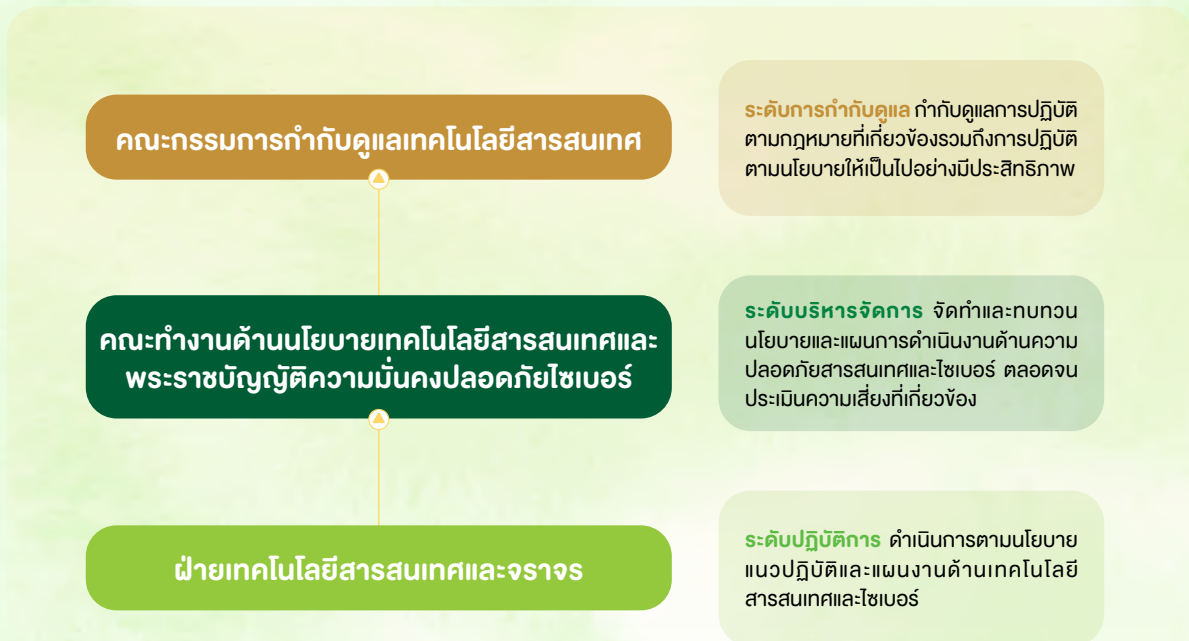 คณะกรรมการกำกับดูแลเทคโนโลยีสารสนเทศ
ระดับการกำกับดูแล กำกับดูแลการปฏิบัติ
ตามกฎหมายที่เกี่ยวข้องรวมถึงการปฏิบัติ
ตามนโยบายให้เป็นไปอย่างมีประสิทธิภาพ
คณะทำงานด้านนโยบายเทคโนโลยีสารสนเทศและ
พระราชบัญญัติความมั่นคงปลอดภัยไซเบอร์
ระดับบริหารจัดการ จัดทำและทบทวน
นโยบายและแผนการดำเนินงานด้านความ
ปลอดภัยสารสนเทศและไซเบอร์ ตลอดจน
ประเมินความเสี่ยงที่เกี่ยวข้อง
ฝ่ายเทคโนโลยีสารสนเทศและจราจร
ระดับปฏิบัติการ ดำเนินการตามนโยบาย
แนวปฏิบัติและแผนงานด้านเทคโนโลยี
สารสนเทศและไซเบอร์